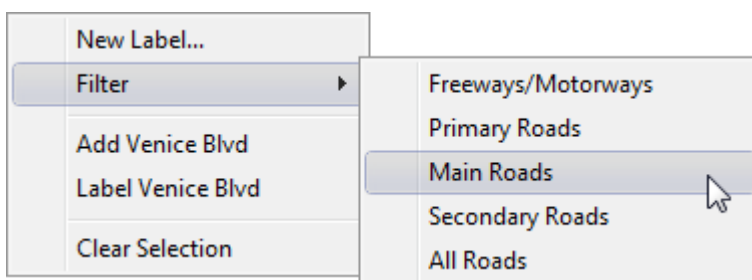 New Label...
Filter
Add Venice Blvd
Label Venice Blvd
Clear Selection
Freeways/Motorways
Primary Roads
Main Roads
Secondary Roads
All Roads